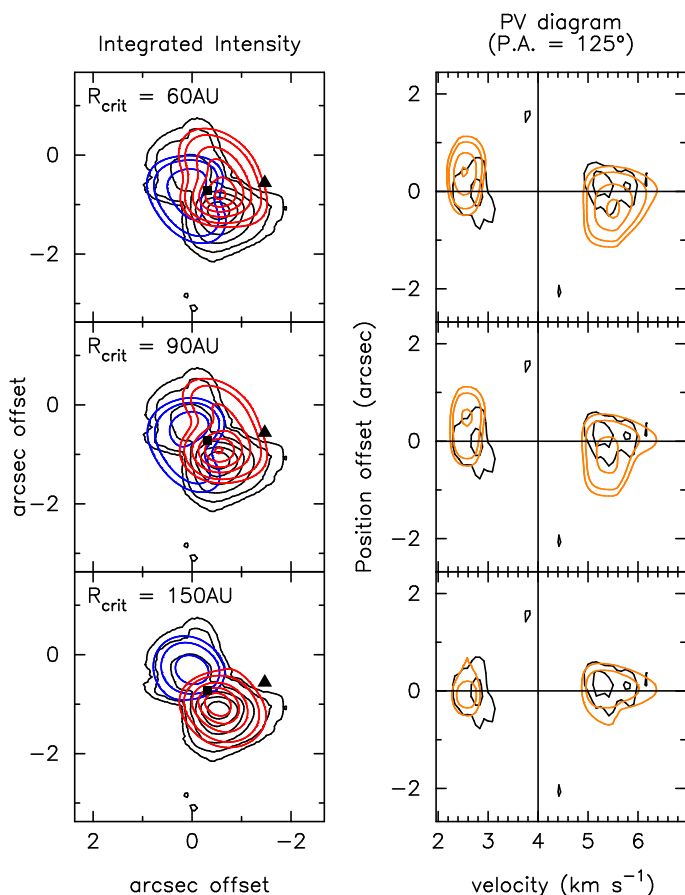 Integrated Intensity
PV diagram
(P.A. = 125°)
R_crit = 60AU
0
−2
2
0
−2
R_crit = 90AU
0
−2
2
0
−2
R_crit = 150AU
0
−2
2
0
−2
2 0 −2
2 3 4 5 6
arcsec offset
Position offset (arcsec)
arcsec offset
velocity (km s⁻¹)